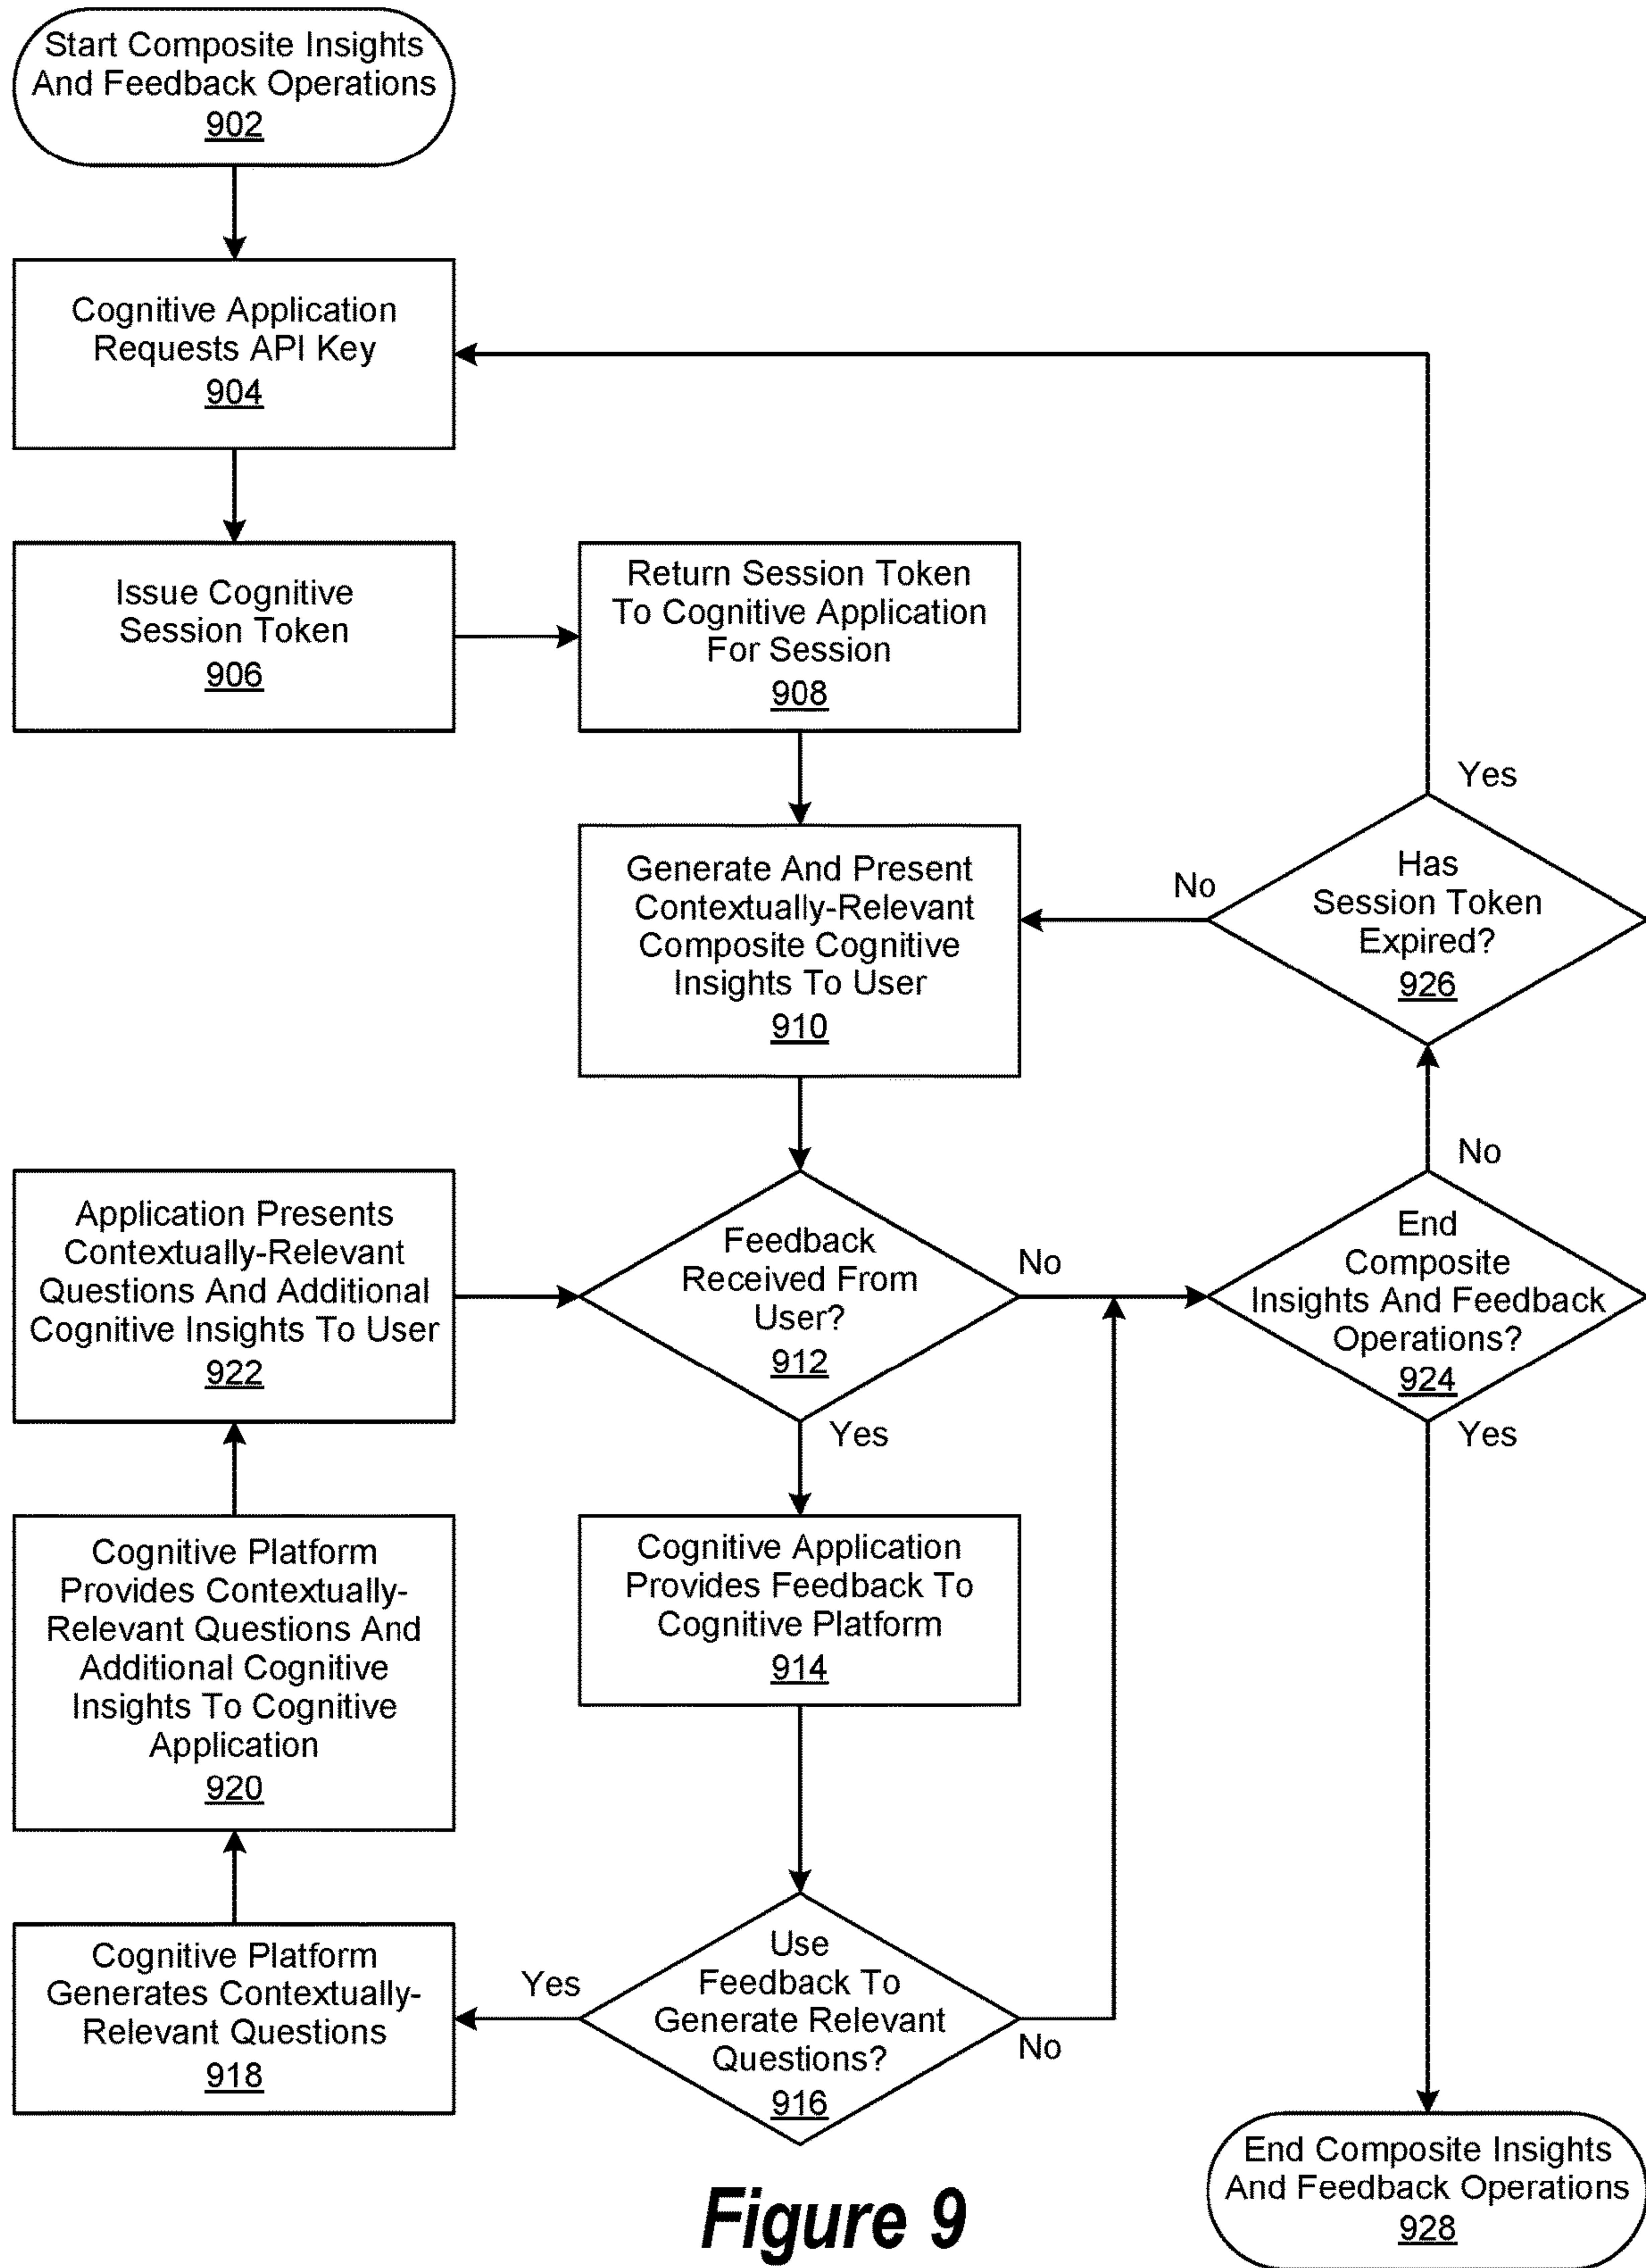 Start Composite Insights
And Feedback Operations
902
Cognitive Application
Requests API Key
904
Issue Cognitive
Session Token
906
Return Session Token
To Cognitive Application
For Session
908
Yes
Has
Session Token
Expired?
926
No
Generate And Present
Contextually-Relevant
Composite Cognitive
Insights To User
910
No
Application Presents
Contextually-Relevant
Questions And Additional
Cognitive Insights To User
922
Feedback
Received From
User?
912
No
End
Composite
Insights And Feedback
Operations?
924
Yes
Yes
Cognitive Platform
Provides Contextually-
Relevant Questions And
Additional Cognitive
Insights To Cognitive
Application
920
Cognitive Application
Provides Feedback To
Cognitive Platform
914
Cognitive Platform
Generates Contextually-
Relevant Questions
918
Yes
Use
Feedback To
Generate Relevant
Questions?
916
No
End Composite Insights
And Feedback Operations
928
Figure 9